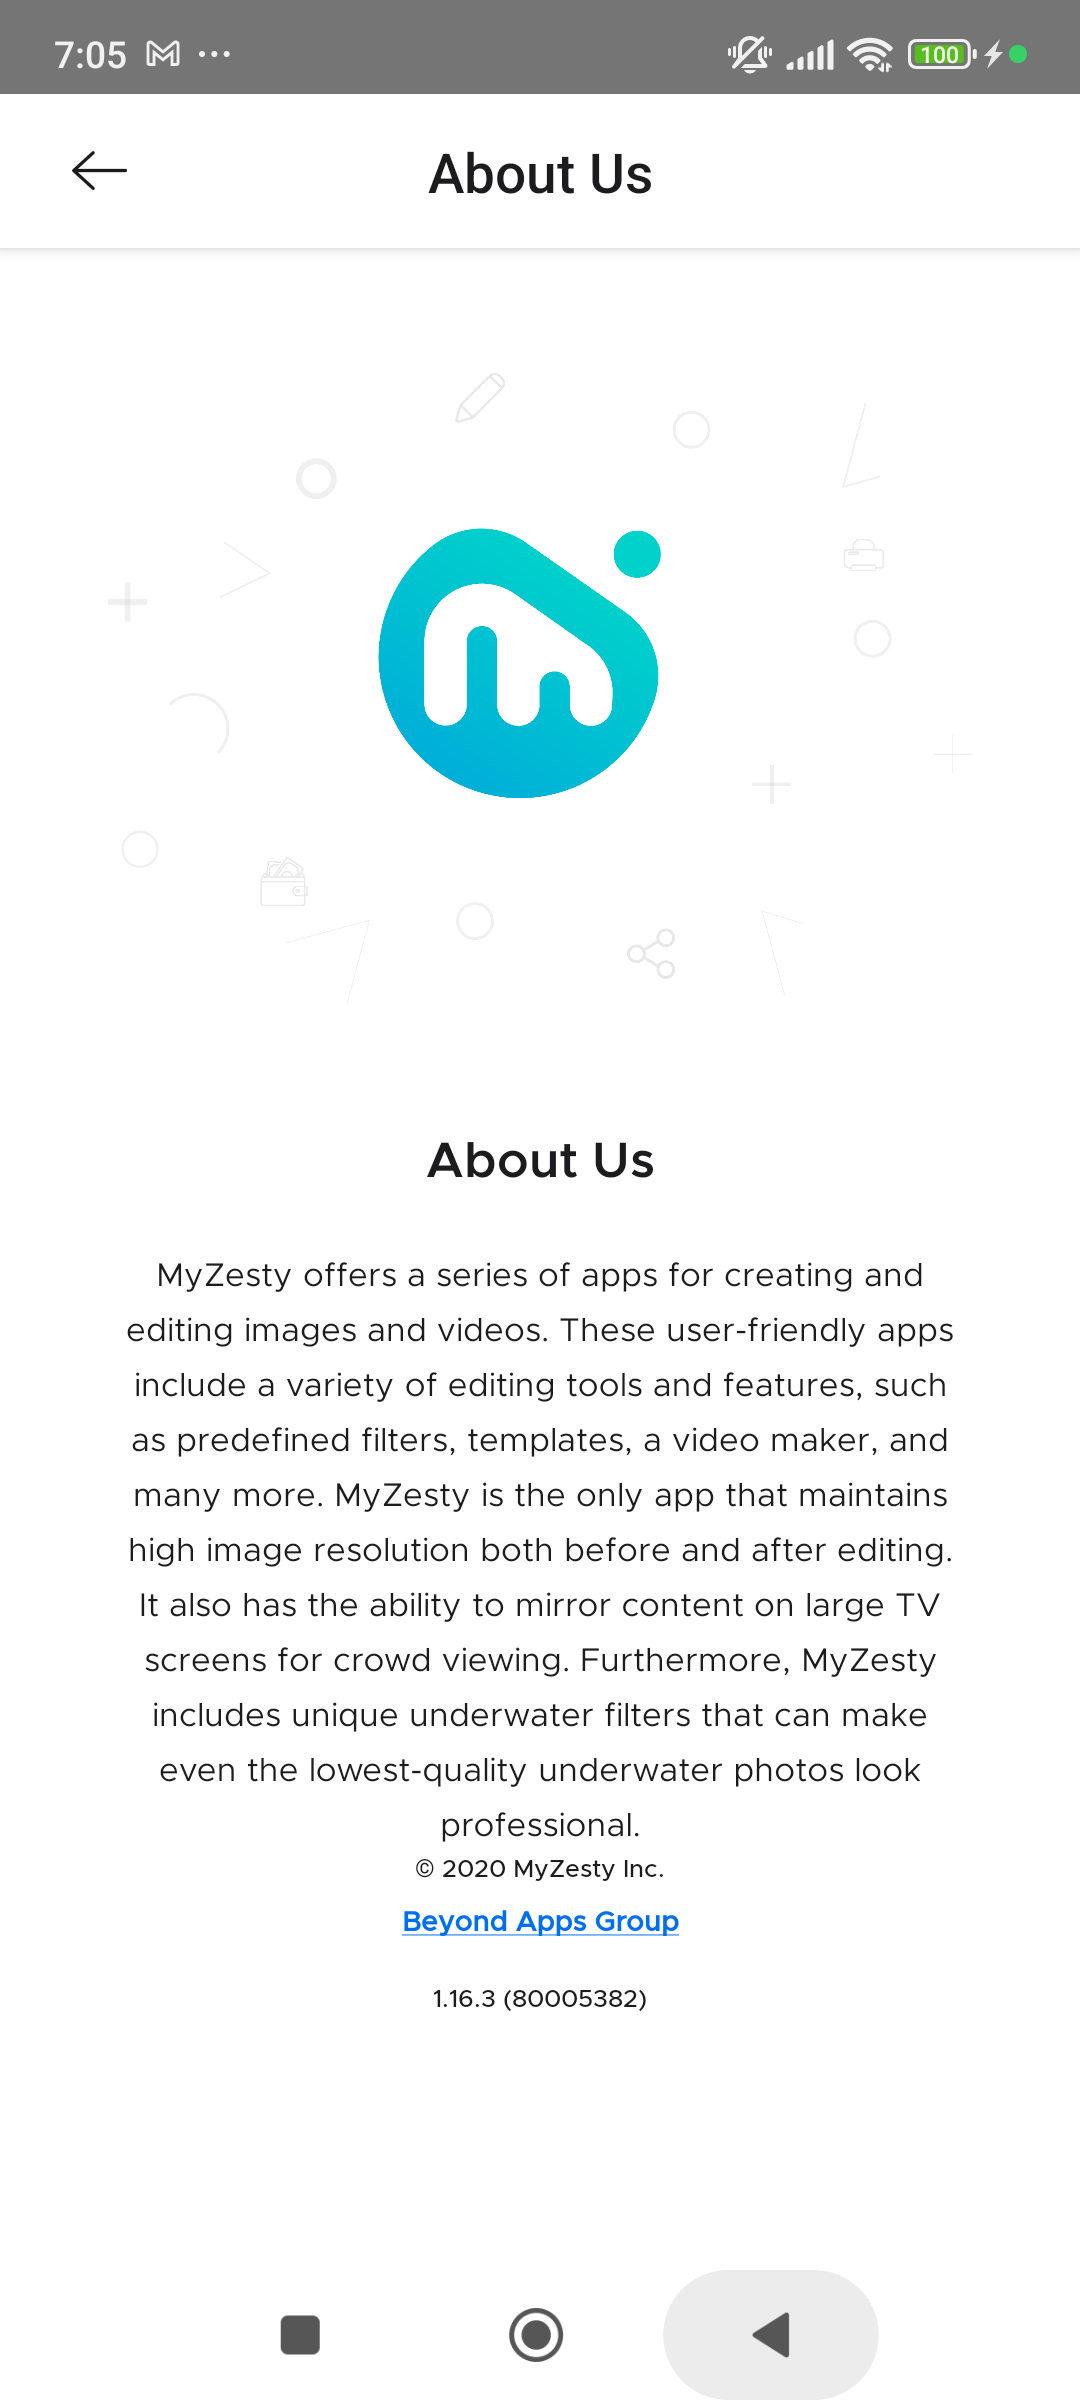 7:05
100
About Us
About Us
MyZesty offers a series of apps for creating and
editing images and videos. These user-friendly apps
include a variety of editing tools and features, such
as predefined filters, templates, a video maker, and
many more. MyZesty is the only app that maintains
high image resolution both before and after editing.
It also has the ability to mirror content on large TV
screens for crowd viewing. Furthermore, MyZesty
includes unique underwater filters that can make
even the lowest-quality underwater photos look
professional.
© 2020 MyZesty Inc.
Beyond Apps Group
1.16.3 (80005382)